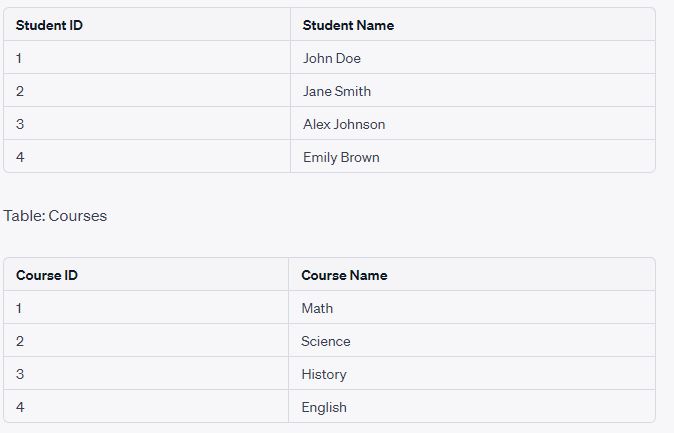 Student ID Student Name
1 John Doe
2 Jane Smith
3 Alex Johnson
4 Emily Brown
Table: Courses
Course ID Course Name
1 Math
2 Science
3 History
4 English